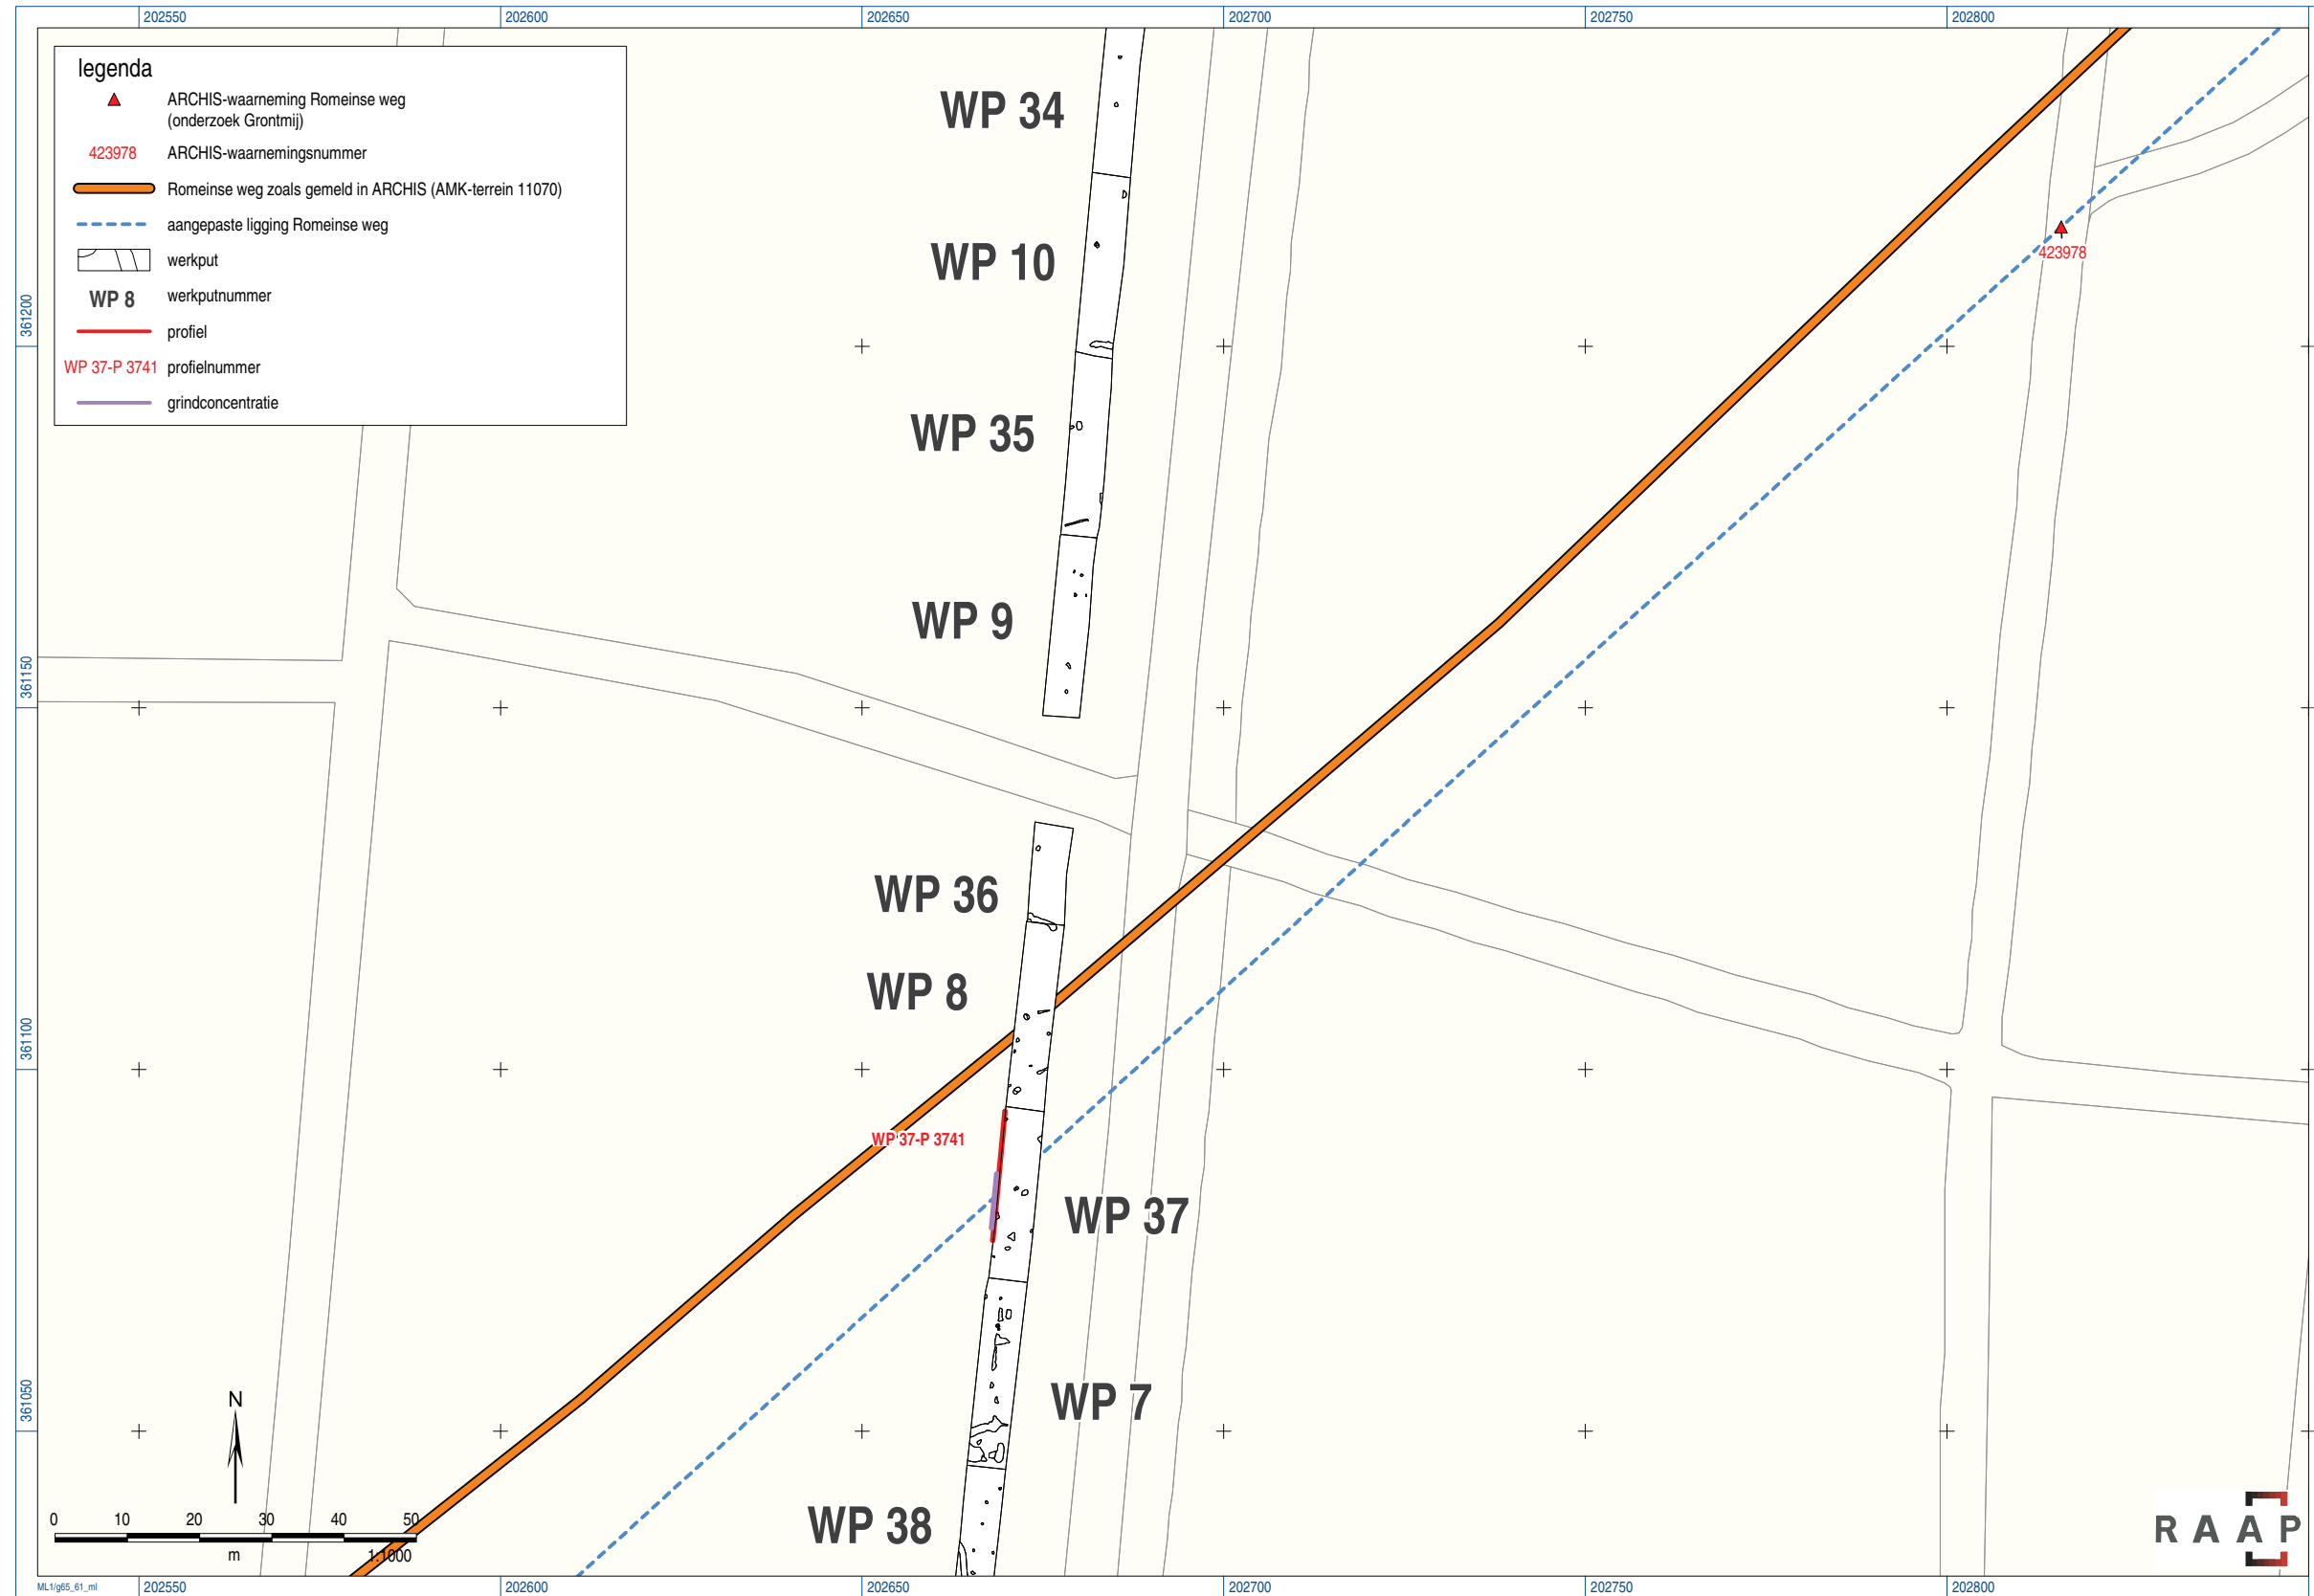 202550 202600 202650 202700 202750 202800
legenda
ARCHIS-waarneming Romeinse weg
(onderzoek Grontmij)
423978 ARCHIS-waarnemingsnummer
Romeinse weg zoals gemeld in ARCHIS (AMK-terrein 11070)
aangepaste ligging Romeinse weg
werkput
WP 8 werkputnummer
profiel
WP 37-P 3741 profielnummer
grindconcentratie
WP 34
WP 10
423978
361200
WP 35
WP 9
361150
WP 36
WP 8
361100
WP 37-P 3741
WP 37
361050
WP 7
N
WP 38
0 10 20 30 40 50
m 1:1000
RAAP
ML1/g65_61_ml
202550 202600 202650 202700 202750 202800